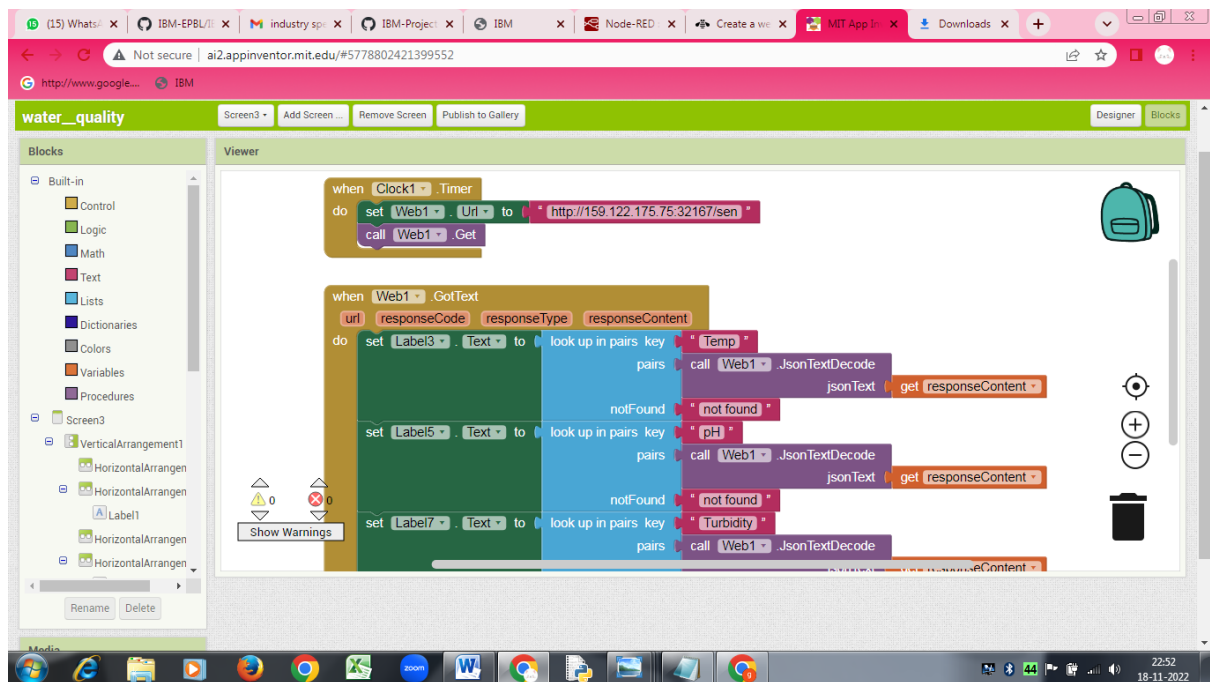 (15) WhatsA
IBM-EPBL/I
industry spe
IBM-Project
IBM
Node-RED
Create a we
MIT App In
Downloads
Not secure
ai2.appinventor.mit.edu/#5778802421399552
http://www.google....
IBM
water__quality
Screen3
Add Screen ...
Remove Screen
Publish to Gallery
Designer
Blocks
Blocks
Viewer
Built-in
Control
Logic
Math
Text
Lists
Dictionaries
Colors
Variables
Procedures
Screen3
VerticalArrangement1
HorizontalArrangen
HorizontalArrangen
A Label1
HorizontalArrangen
HorizontalArrangen
Rename
Delete
Media
when Clock1 .Timer
do set Web1 . Url to " http://159.122.175.75:32167/sen "
call Web1 .Get
when Web1 .GotText
url responseCode responseType responseContent
do set Label3 . Text to look up in pairs key " Temp "
pairs call Web1 .JsonTextDecode
jsonText get responseContent
notFound " not found "
set Label5 . Text to look up in pairs key " pH "
pairs call Web1 .JsonTextDecode
jsonText get responseContent
notFound " not found "
set Label7 . Text to look up in pairs key " Turbidity "
pairs call Web1 .JsonTextDecode
0
0
Show Warnings
zoom
44
22:52
18-11-2022